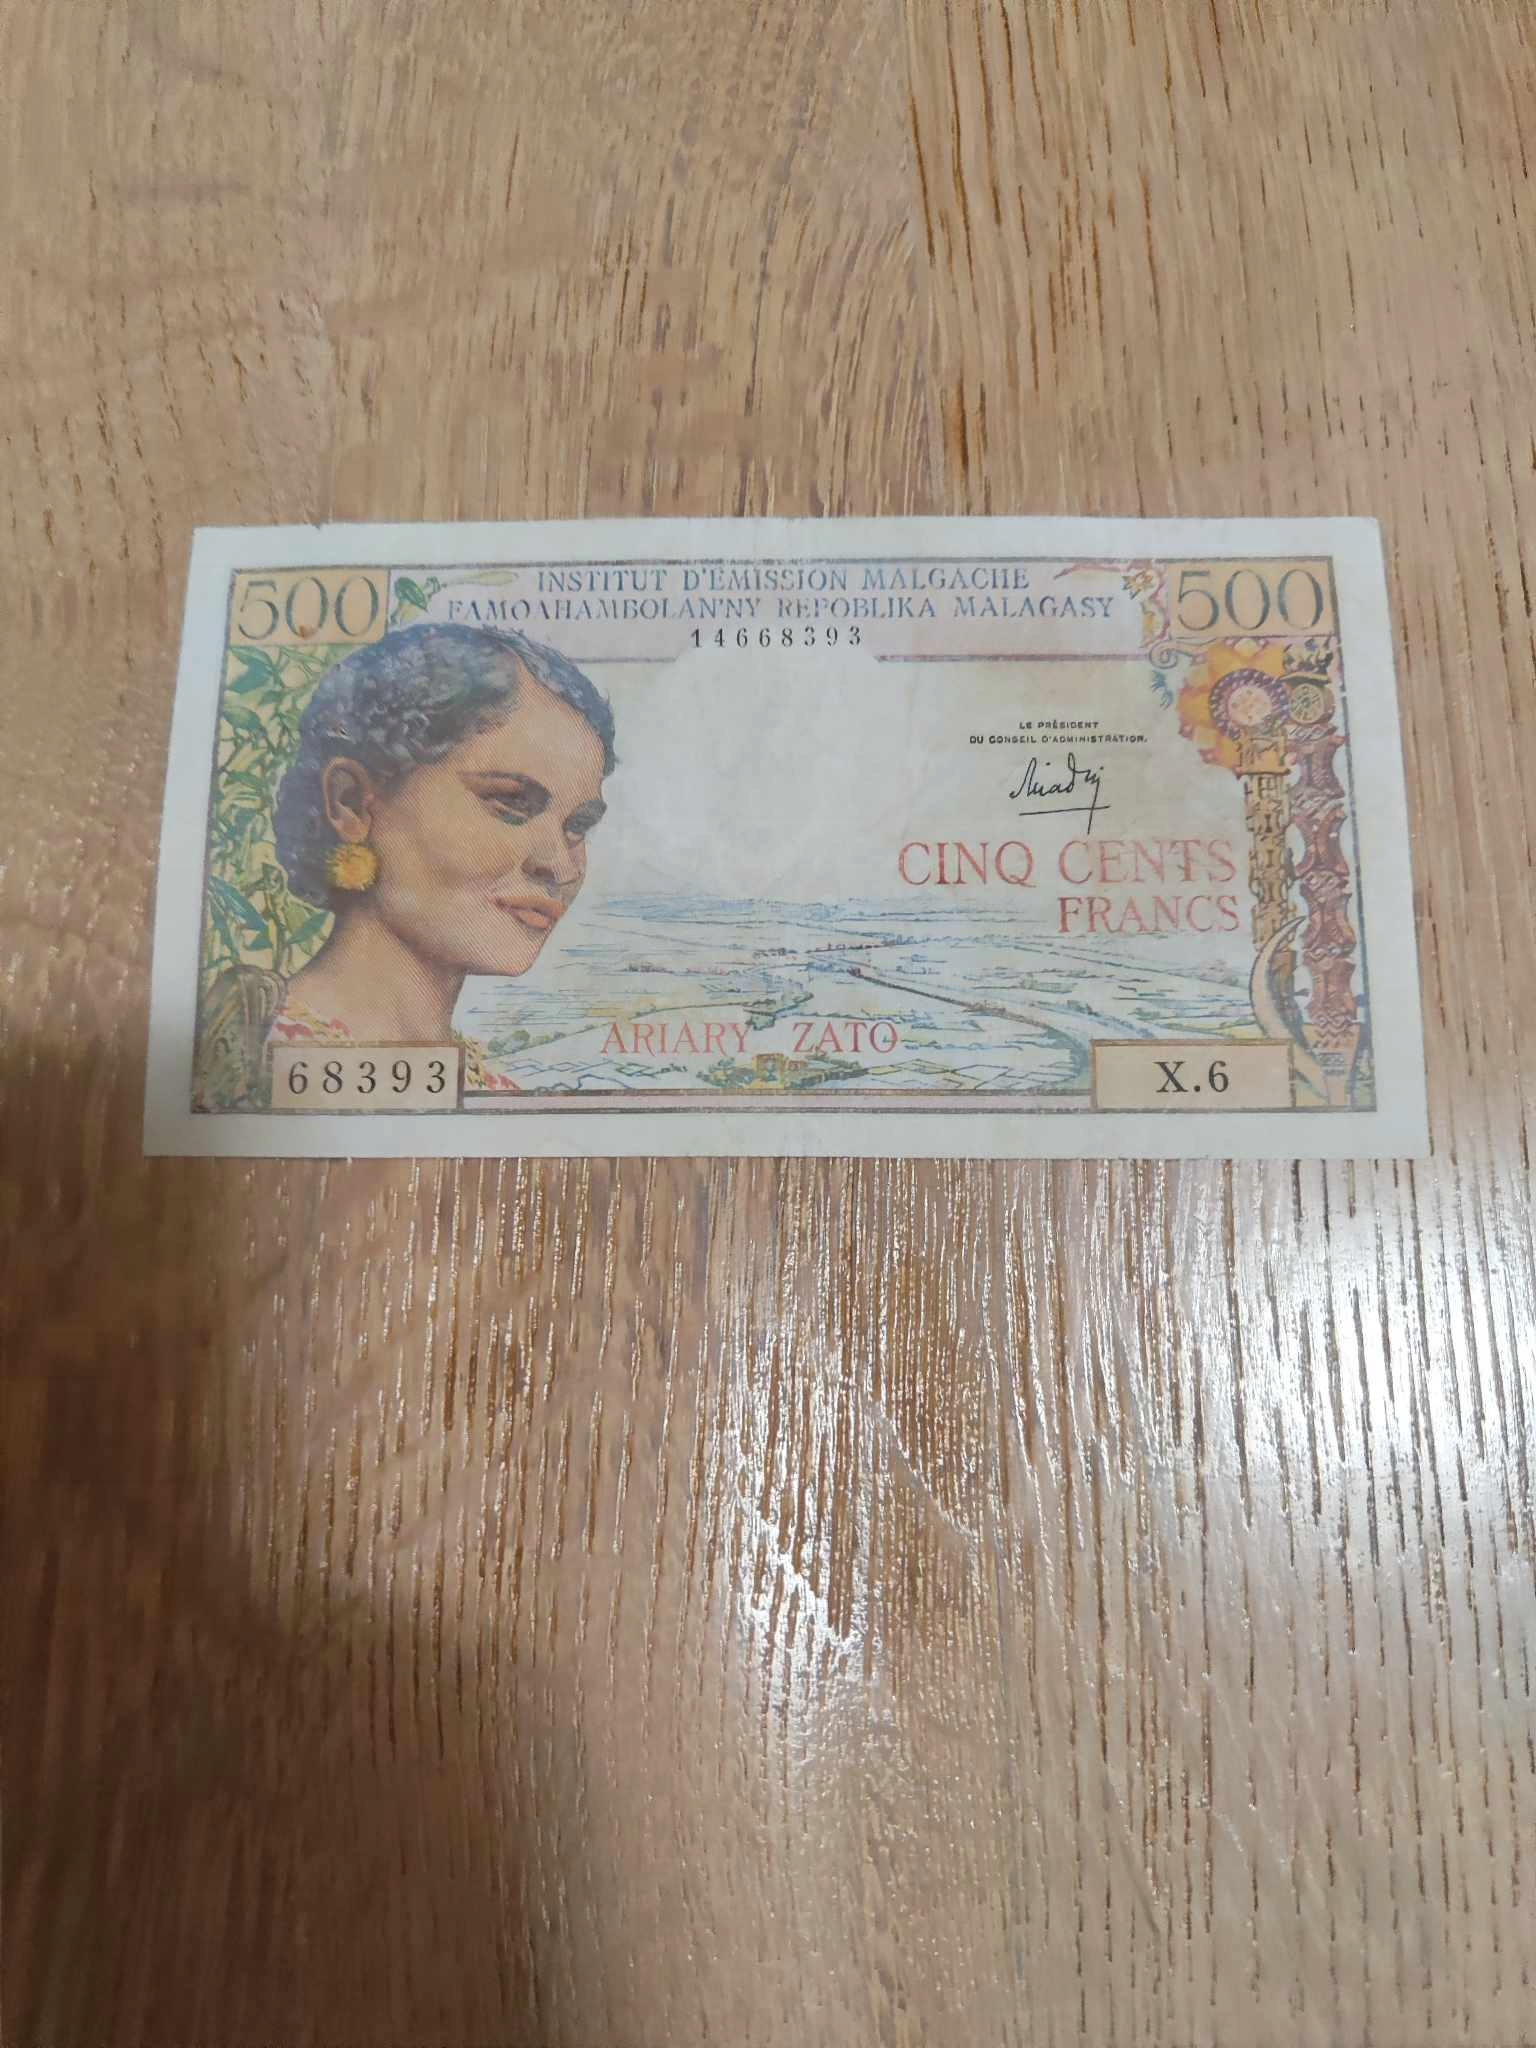 500
INSTITUT D'ÉMISSION MALGACHE
500
FAMOAHAMBOLAN'NY REPOBLIKA MALAGASY
14668393
LE PRÉSIDENT
DU CONSEIL D'ADMINISTRATION.
CINQ CENTS
FRANCS
ARIARY ZATO
68393
X.6